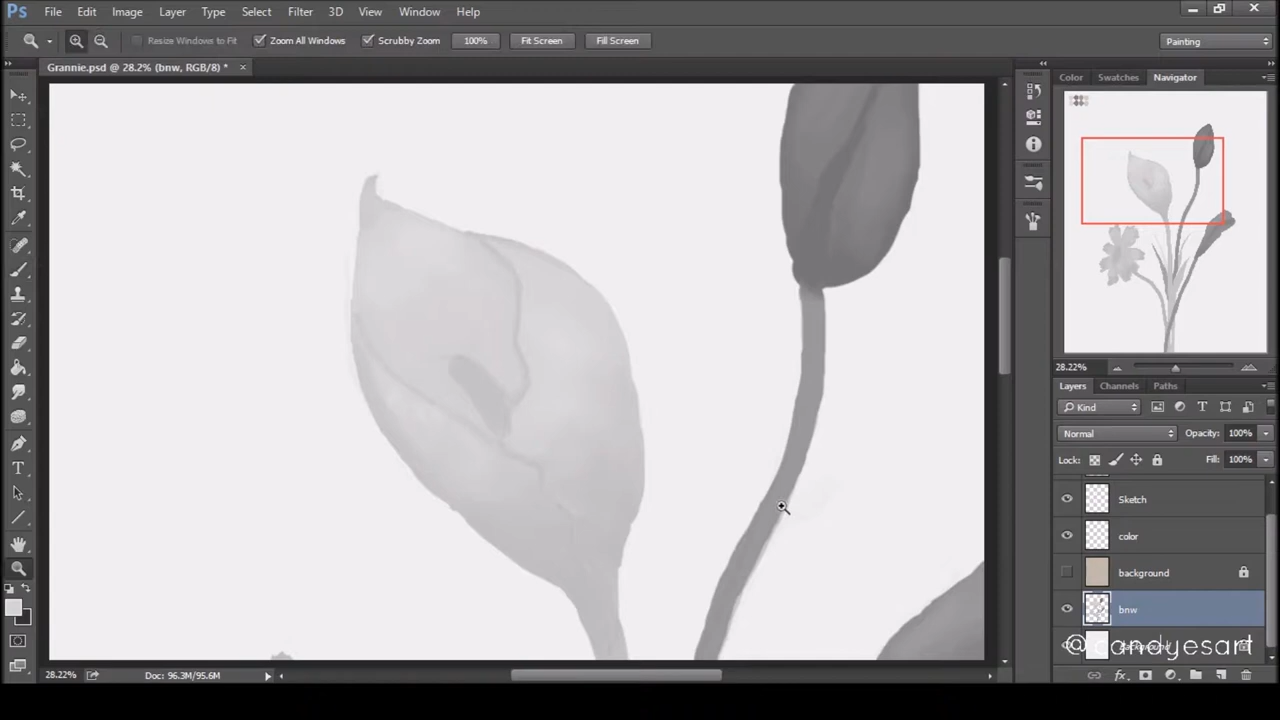 Ps File Edit Image Layer Type Select Filter 3D View Window Help
Resize Windows to Fit Zoom All Windows Scrubby Zoom 100% Fit Screen Fill Screen Painting
Grannie.psd @ 28.2% (bnw, RGB/8) *
Color Swatches Navigator
28.22%
Layers Channels Paths
Kind
Normal Opacity: 100%
Lock: Fill: 100%
Sketch
color
background
bnw
@candyesart
28.22% Doc: 96.3M/95.6M
fx